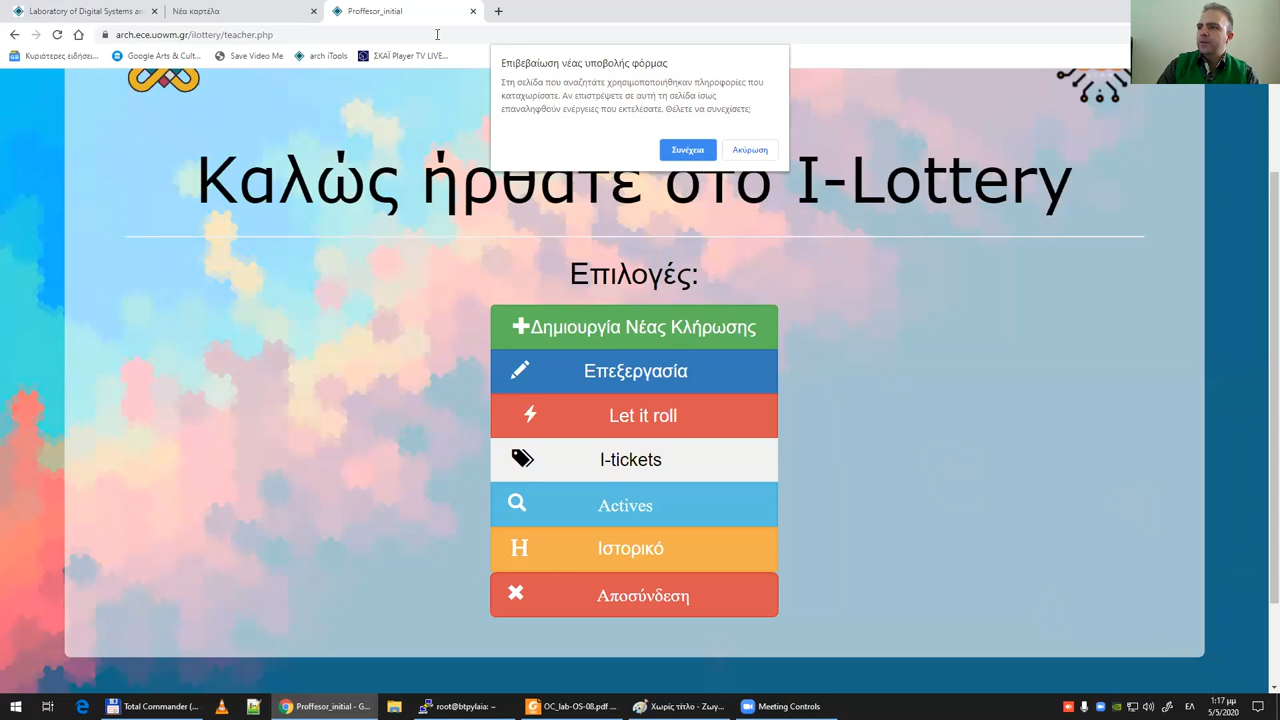 Laboratory of Digital Systems an
Νέα καρτέλα
Proffesor_initial
arch.ece.uowm.gr/ilottery/teacher.php
Κυριότερες ειδήσει...
Google Arts & Cult...
Save Video Me
arch iTools
ΣΚΑΪ Player TV LIVE...
Επιβεβαίωση νέας υποβολής φόρμας
Στη σελίδα που αναζητάτε χρησιμοποιήθηκαν πληροφορίες που
καταχωρίσατε. Αν επιστρέψετε σε αυτή τη σελίδα ίσως
επαναληφθούν ενέργειες που εκτελέσατε. Θέλετε να συνεχίσετε;
Συνέχεια
Ακύρωση
Καλώς ήρθατε στο I-Lottery
Επιλογές:
Δημιουργία Νέας Κλήρωσης
Επεξεργασία
Let it roll
I-tickets
Actives
H Ιστορικό
Αποσύνδεση
Total Commander (...
Proffesor_initial - G...
root@btpylaia: ~
OC_lab-OS-08.pdf ...
Χωρίς τίτλο - Ζωγ...
Meeting Controls
ΕΛ
1:17 μμ
5/5/2020